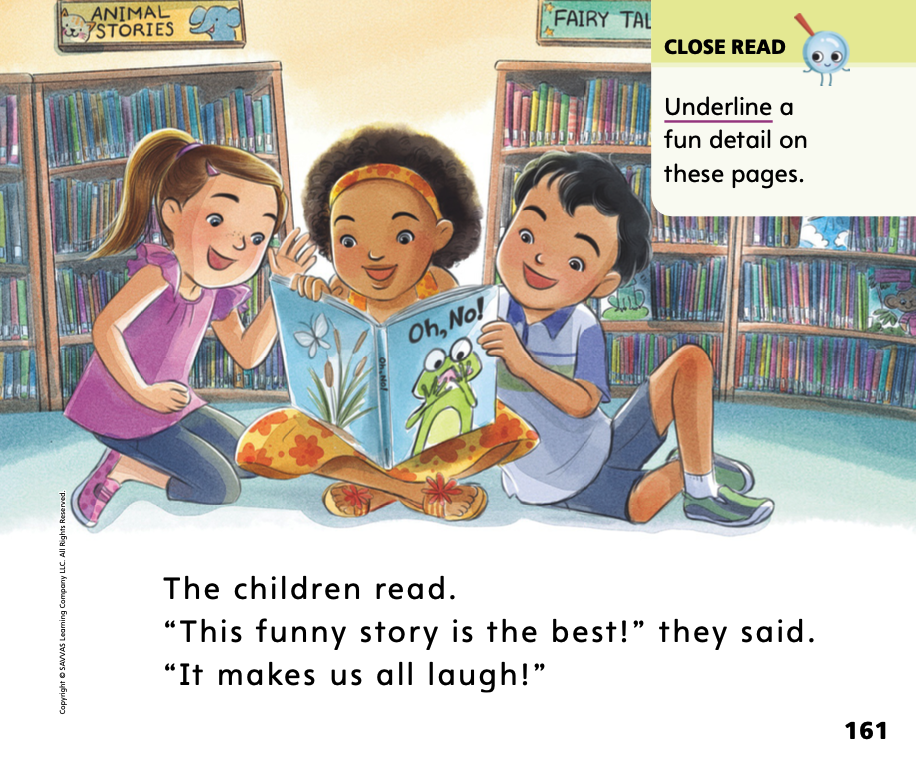 ANIMAL
STORIES
FAIRY
CLOSE READ
Underline a
fun detail on
these pages.
Oh, No!
Oh, No!
The children read.
“This funny story is the best!” they said.
“It makes us all laugh!”
Copyright © SAVVAS Learning Company LLC. All Rights Reserved.
161